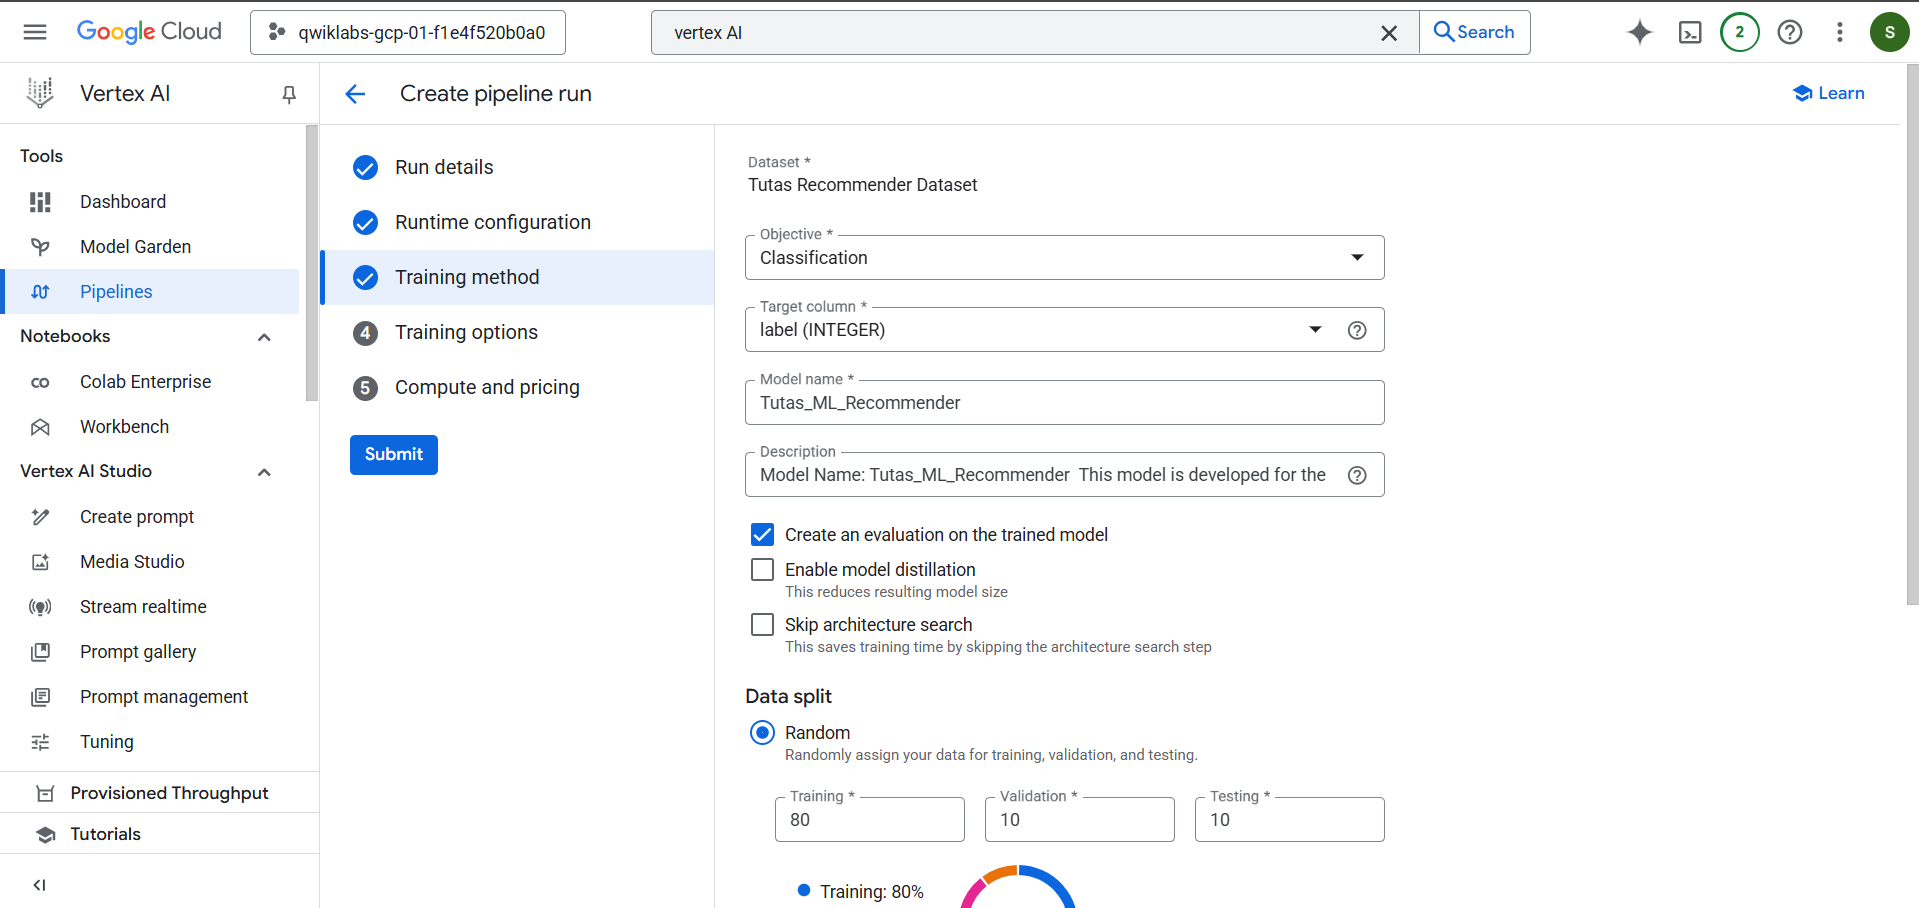 Google Cloud
qwiklabs-gcp-01-f1e4f520b0a0
vertex AI
Search
2
S
Vertex AI
Create pipeline run
Learn
Tools
Dashboard
Model Garden
Pipelines
Notebooks
Colab Enterprise
Workbench
Vertex AI Studio
Create prompt
Media Studio
Stream realtime
Prompt gallery
Prompt management
Tuning
Provisioned Throughput
Tutorials
Run details
Runtime configuration
Training method
4 Training options
5 Compute and pricing
Submit
Dataset *
Tutas Recommender Dataset
Objective *
Classification
Target column *
label (INTEGER)
Model name *
Tutas_ML_Recommender
Description
Model Name: Tutas_ML_Recommender  This model is developed for the
Create an evaluation on the trained model
Enable model distillation
This reduces resulting model size
Skip architecture search
This saves training time by skipping the architecture search step
Data split
Random
Randomly assign your data for training, validation, and testing.
Training * Validation * Testing *
80 10 10
Training: 80%